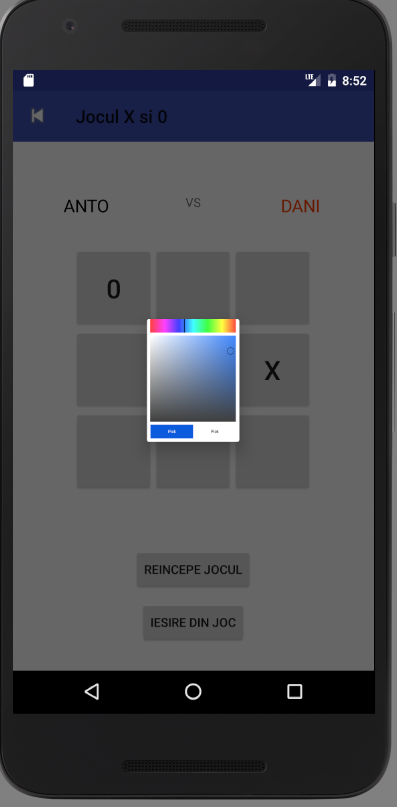 LTE 8:52
Jocul X si 0
ANTO VS DANI
0
X
Pick Pick
REINCEPE JOCUL
IESIRE DIN JOC